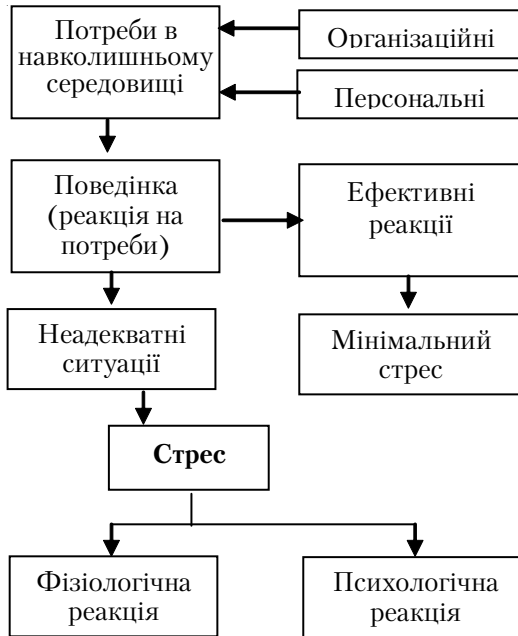 Потреби в
навколишньому
середовищі
Організаційні
Персональні
Поведінка
(реакція на
потреби)
Ефективні
реакції
Неадекватні
ситуації
Мінімальний
стрес
Стрес
Фізіологічна
реакція
Психологічна
реакція